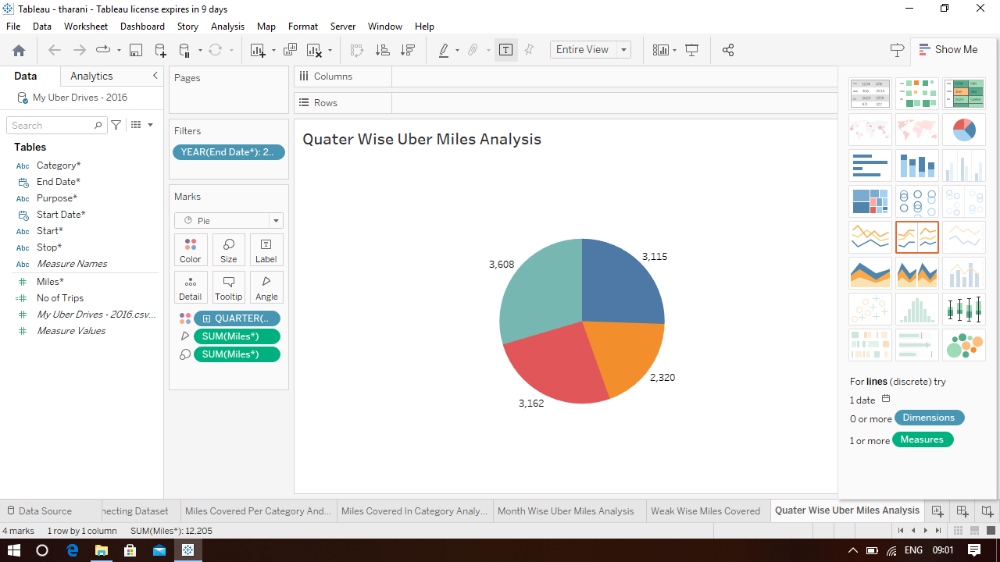 Tableau - tharani - Tableau license expires in 9 days
File Data Worksheet Dashboard Story Analysis Map Format Server Window Help
Entire View
Show Me
Data Analytics
My Uber Drives - 2016
Search
Tables
Abc Category*
End Date*
Abc Purpose*
Start Date*
Abc Start*
Abc Stop*
Abc Measure Names
Miles*
No of Trips
My Uber Drives - 2016.csv...
Measure Values
Pages
Filters
YEAR(End Date*): 2..
Marks
Pie
Color Size Label
Detail Tooltip Angle
QUARTER(..
SUM(Miles*)
SUM(Miles*)
Columns
Rows
Quater Wise Uber Miles Analysis
3,608
3,115
2,320
3,162
For lines (discrete) try
1 date
0 or more Dimensions
1 or more Measures
Data Source
necting Dataset
Miles Covered Per Category And...
Miles Covered In Category Analy...
Month Wise Uber Miles Analysis
Weak Wise Miles Covered
Quater Wise Uber Miles Analysis
4 marks 1 row by 1 column SUM(Miles*): 12,205
ENG 09:01